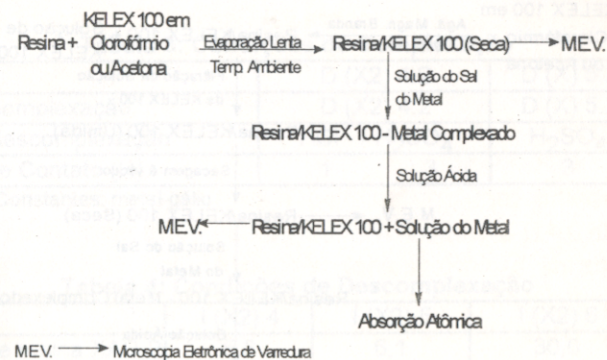 KELEX 100 em
Resina + Clorofórmio Evaporação Lenta Resina/KELEX 100 (Seca) M.E.V.
ou Acetona Temp. Ambiente
Solução do Sal
do Metal
Resina/KELEX 100 - Metal Complexado
Solução Ácida
M.E.V. Resina/KELEX 100 + Solução do Metal
Absorção Atômica
M.E.V. Microscopia Eletrônica de Varredura